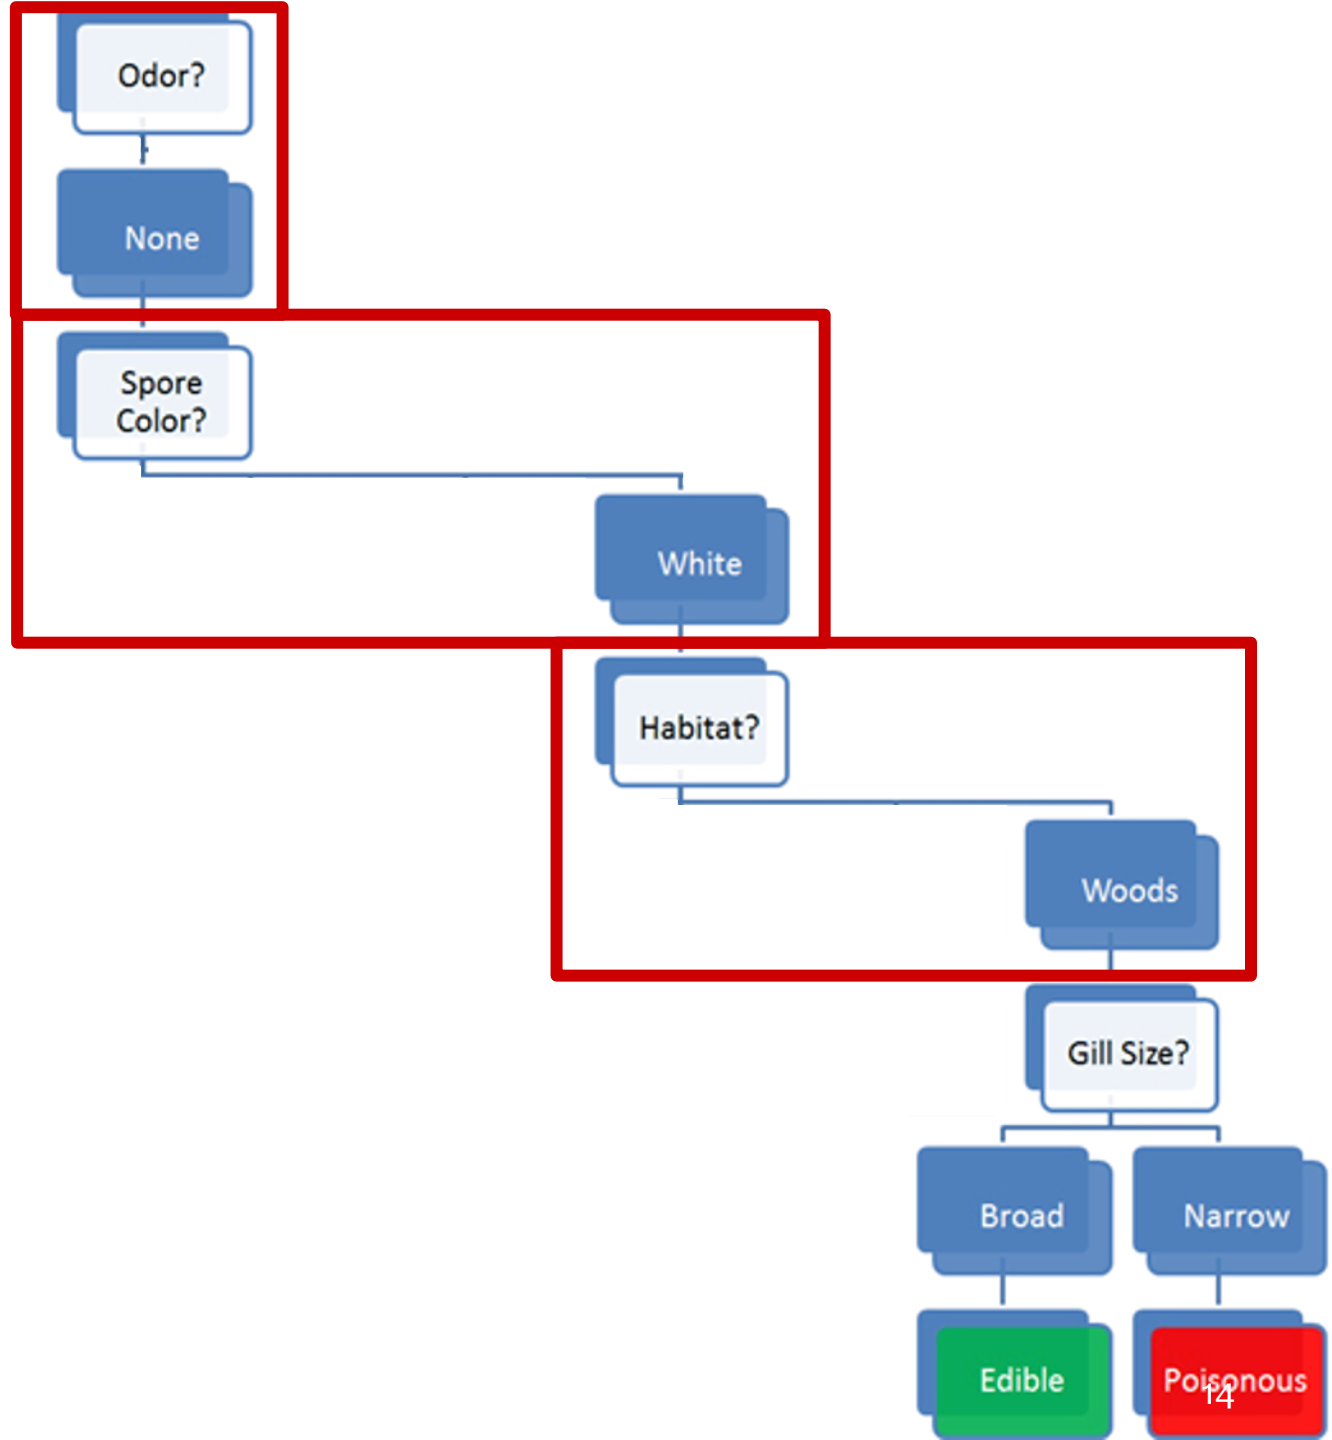 Odor?
None
Spore
Color?
White
Habitat?
Woods
Gill Size?
Broad
Narrow
Edible
Poisonous
14